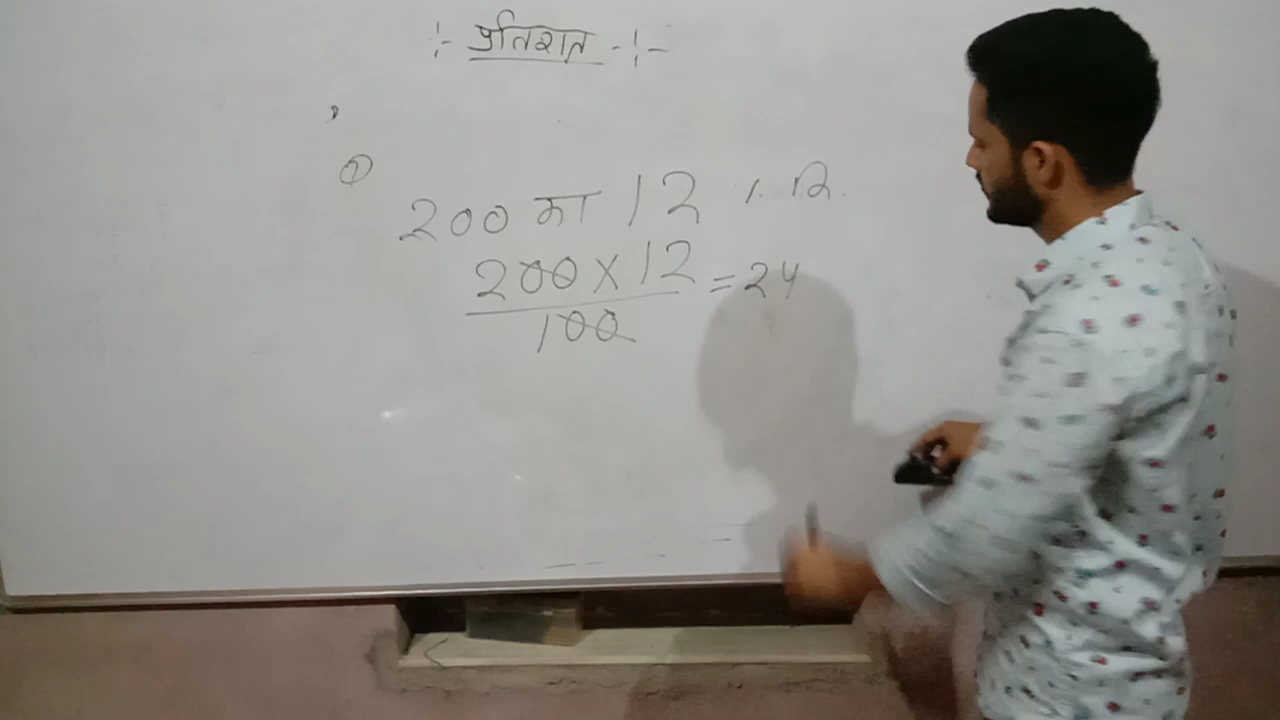 -:- प्रतिशत -:-
① 200 का 12 %
200 × 12 = 24
100